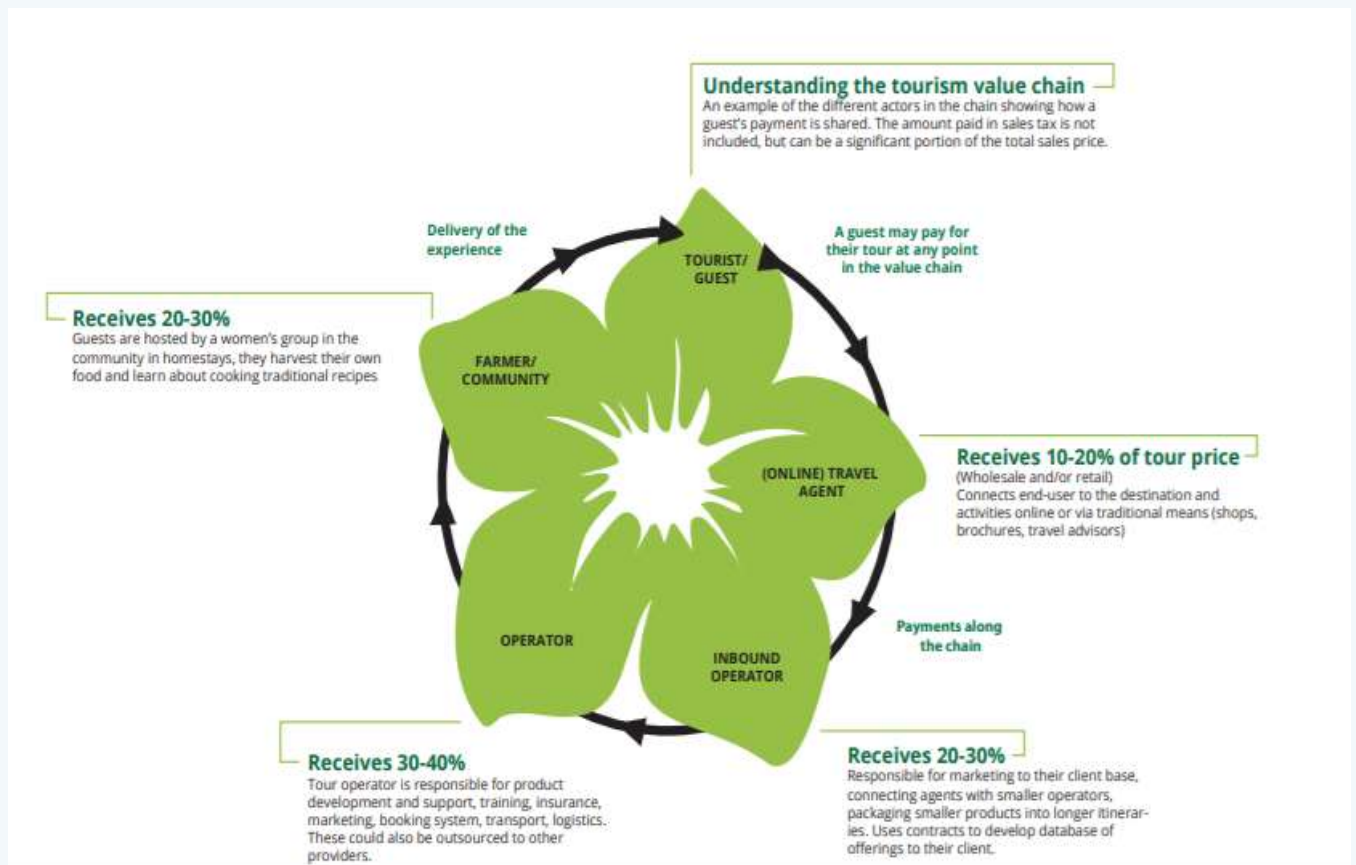 Understanding the tourism value chain
An example of the different actors in the chain showing how a
guest's payment is shared. The amount paid in sales tax is not
included, but can be a significant portion of the total sales price.
Delivery of the
experience
A guest may pay for
their tour at any point
in the value chain
TOURIST/
GUEST
Receives 20-30%
Guests are hosted by a women's group in the
community in homestays, they harvest their own
food and learn about cooking traditional recipes
FARMER/
COMMUNITY
(ONLINE) TRAVEL
AGENT
Receives 10-20% of tour price
(Wholesale and/or retail)
Connects end-user to the destination and
activities online or via traditional means (shops,
brochures, travel advisors)
Payments along
the chain
OPERATOR
INBOUND
OPERATOR
Receives 30-40%
Tour operator is responsible for product
development and support, training, insurance,
marketing, booking system, transport, logistics.
These could also be outsourced to other
providers.
Receives 20-30%
Responsible for marketing to their client base,
connecting agents with smaller operators,
packaging smaller products into longer itinerar-
ies. Uses contracts to develop database of
offerings to their client.